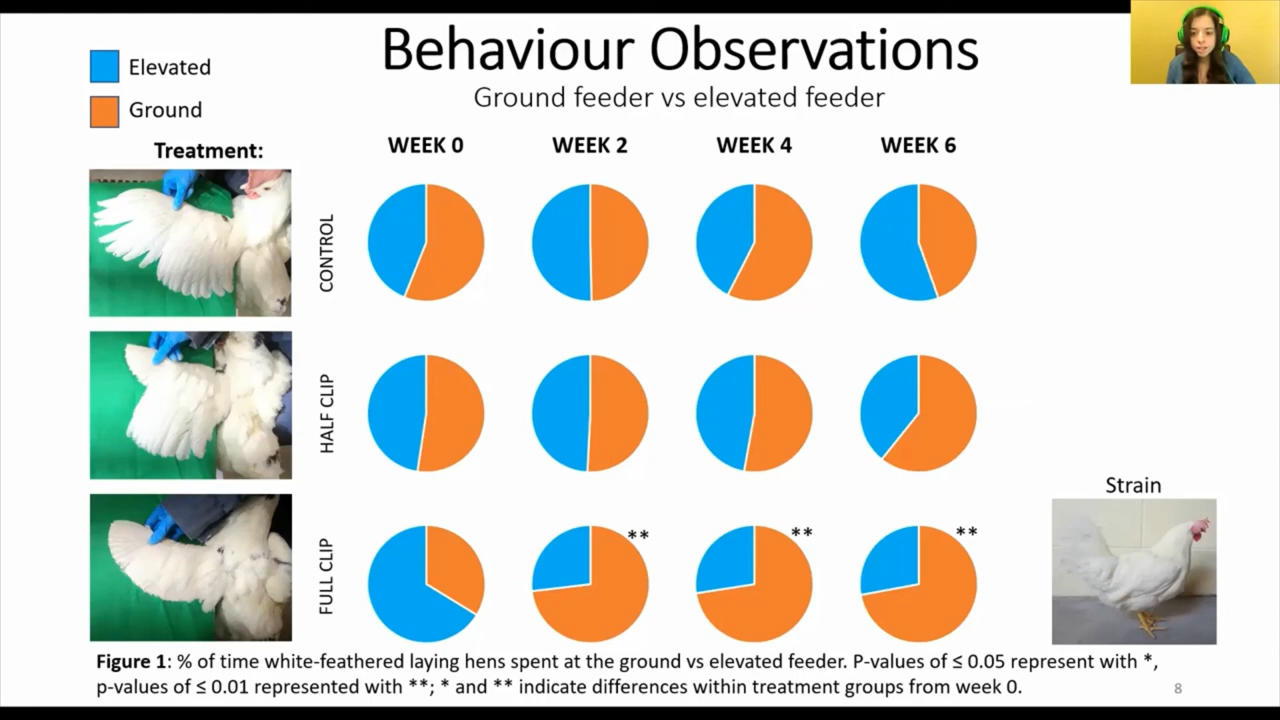 Behaviour Observations
Ground feeder vs elevated feeder
Elevated
Ground
Treatment:
WEEK 0
WEEK 2
WEEK 4
WEEK 6
CONTROL
HALF CLIP
FULL CLIP
**
**
**
Strain
Figure 1: % of time white-feathered laying hens spent at the ground vs elevated feeder. P-values of ≤ 0.05 represent with *,
p-values of ≤ 0.01 represented with **; * and ** indicate differences within treatment groups from week 0.
8